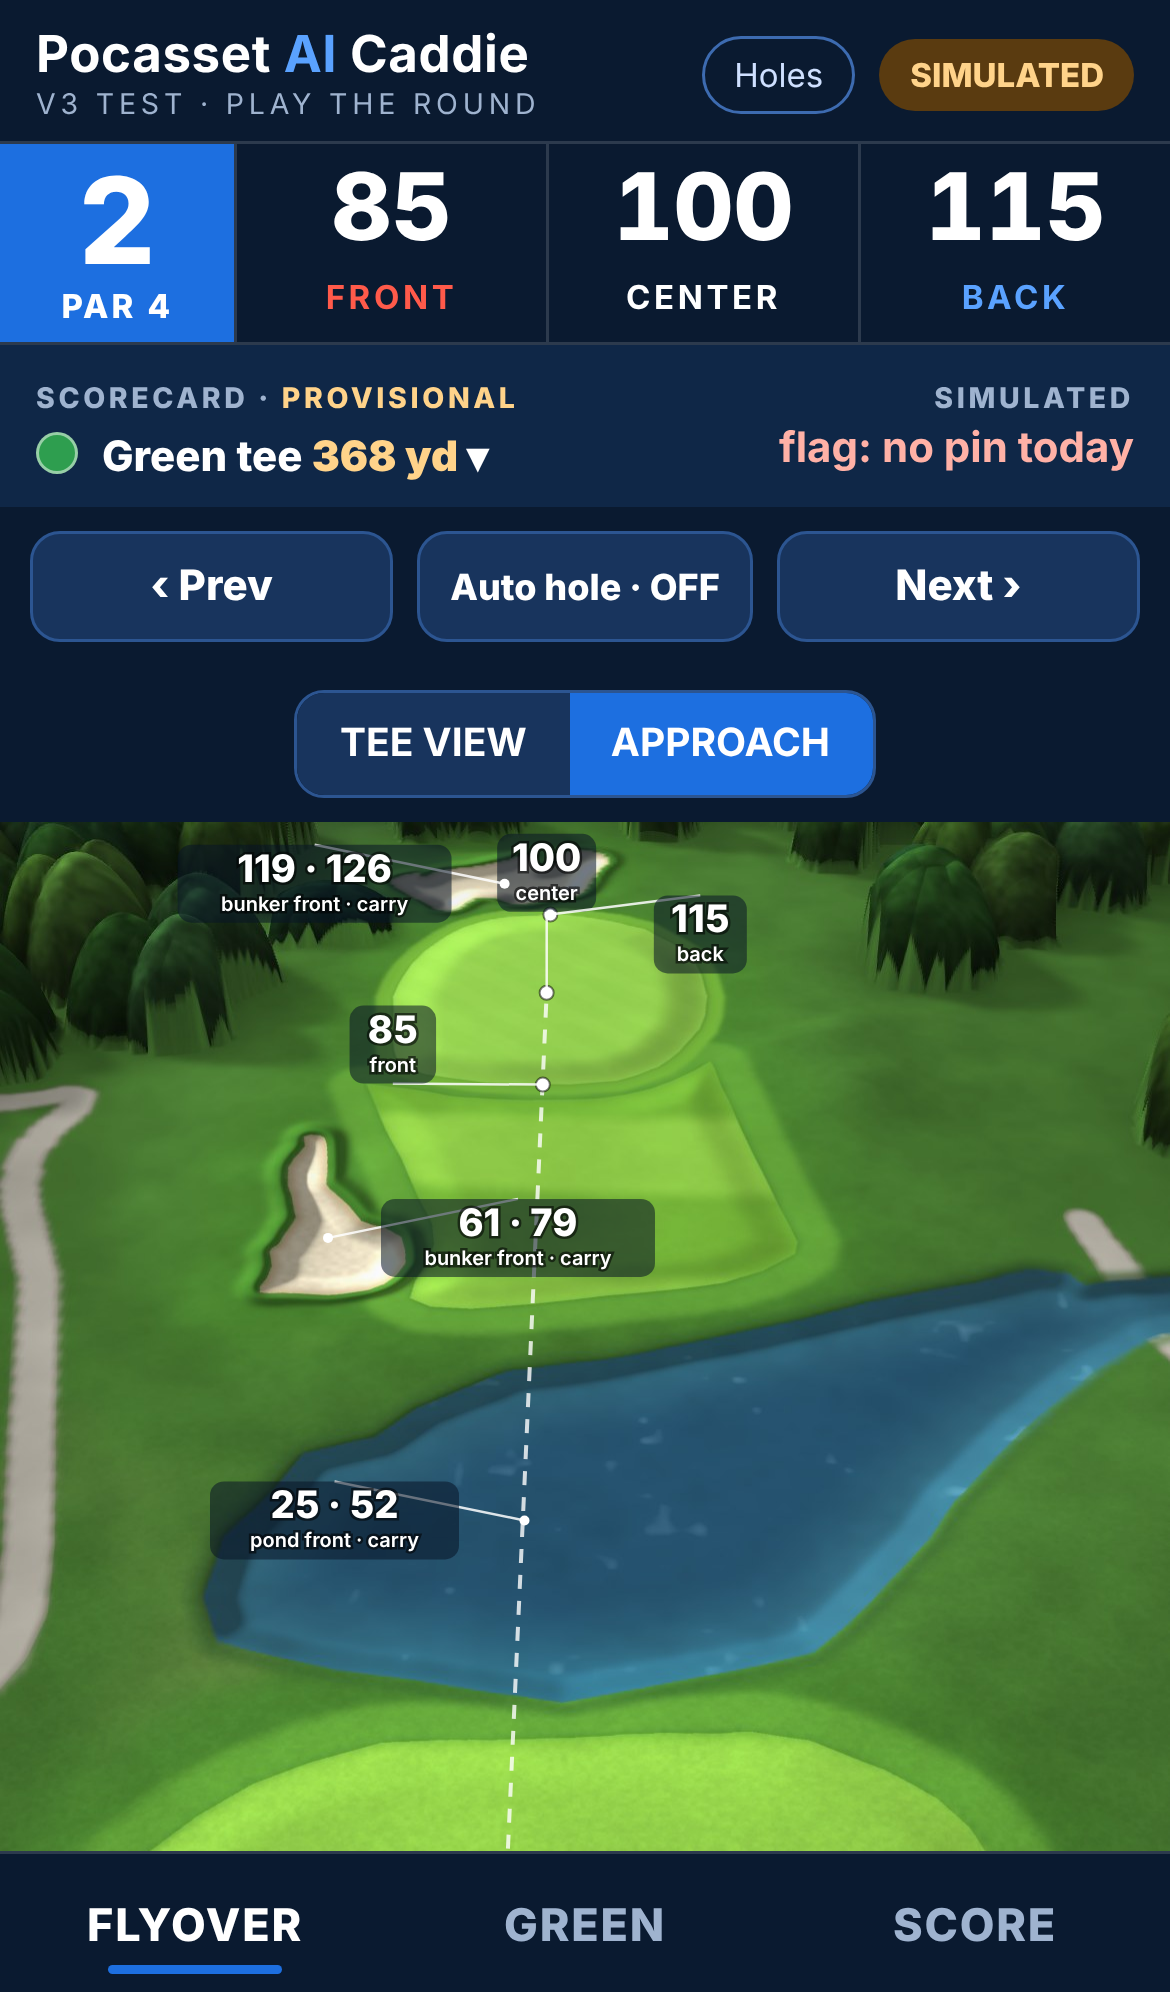 Pocasset AI Caddie
V3 TEST · PLAY THE ROUND
Holes
SIMULATED
2
PAR 4
85
FRONT
100
CENTER
115
BACK
SCORECARD · PROVISIONAL
Green tee 368 yd ▾
SIMULATED
flag: no pin today
‹ Prev
Auto hole · OFF
Next ›
TEE VIEW
APPROACH
119 · 126
bunker front · carry
100
center
115
back
85
front
61 · 79
bunker front · carry
25 · 52
pond front · carry
FLYOVER
GREEN
SCORE